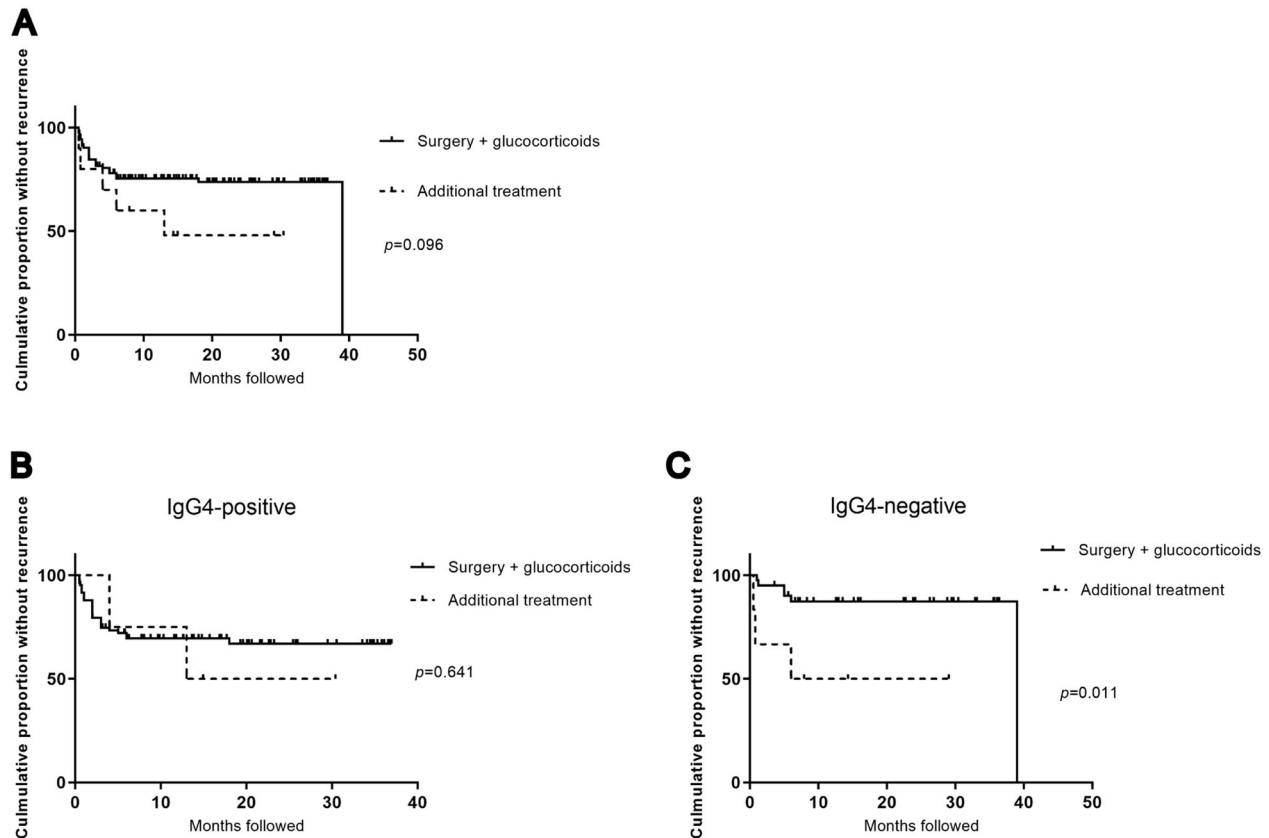 A
Culmulative proportion without recurrence
100
50
0
0 10 20 30 40 50
Months followed
Surgery + glucocorticoids
Additional treatment
p=0.096
B
IgG4-positive
Culmulative proportion without recurrence
100
50
0
0 10 20 30 40
Months followed
Surgery + glucocorticoids
Additional treatment
p=0.641
C
IgG4-negative
Culmulative proportion without recurrence
100
50
0
0 10 20 30 40 50
Months followed
Surgery + glucocorticoids
Additional treatment
p=0.011